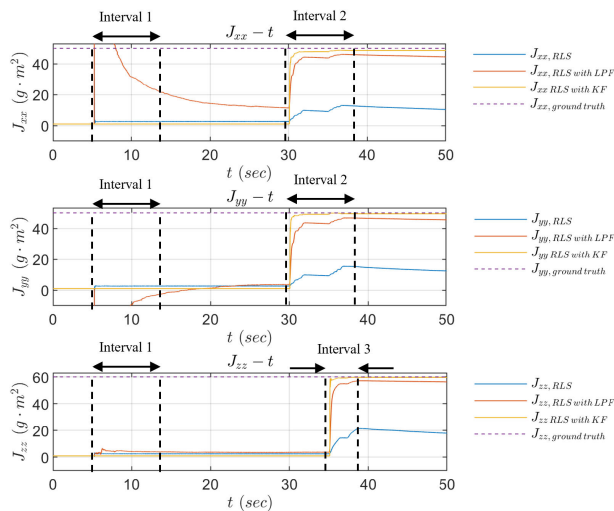 Interval 1
J_xx − t
Interval 2
J_xx (g · m²)
40
20
0
0
10
20
30
40
50
t (sec)
J_xx, RLS
J_xx, RLS with LPF
J_xx RLS with KF
J_xx, ground truth
Interval 1
J_yy − t
Interval 2
J_yy (g · m²)
40
20
0
0
10
20
30
40
50
t (sec)
J_yy, RLS
J_yy, RLS with LPF
J_yy RLS with KF
J_yy, ground truth
Interval 1
J_zz − t
Interval 3
J_zz (g · m²)
60
40
20
0
0
10
20
30
40
50
t (sec)
J_zz, RLS
J_zz, RLS with LPF
J_zz RLS with KF
J_zz, ground truth